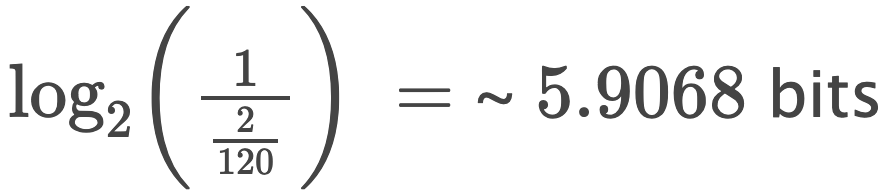 log₂(1 / (2/120)) = ~ 5.9068 bits